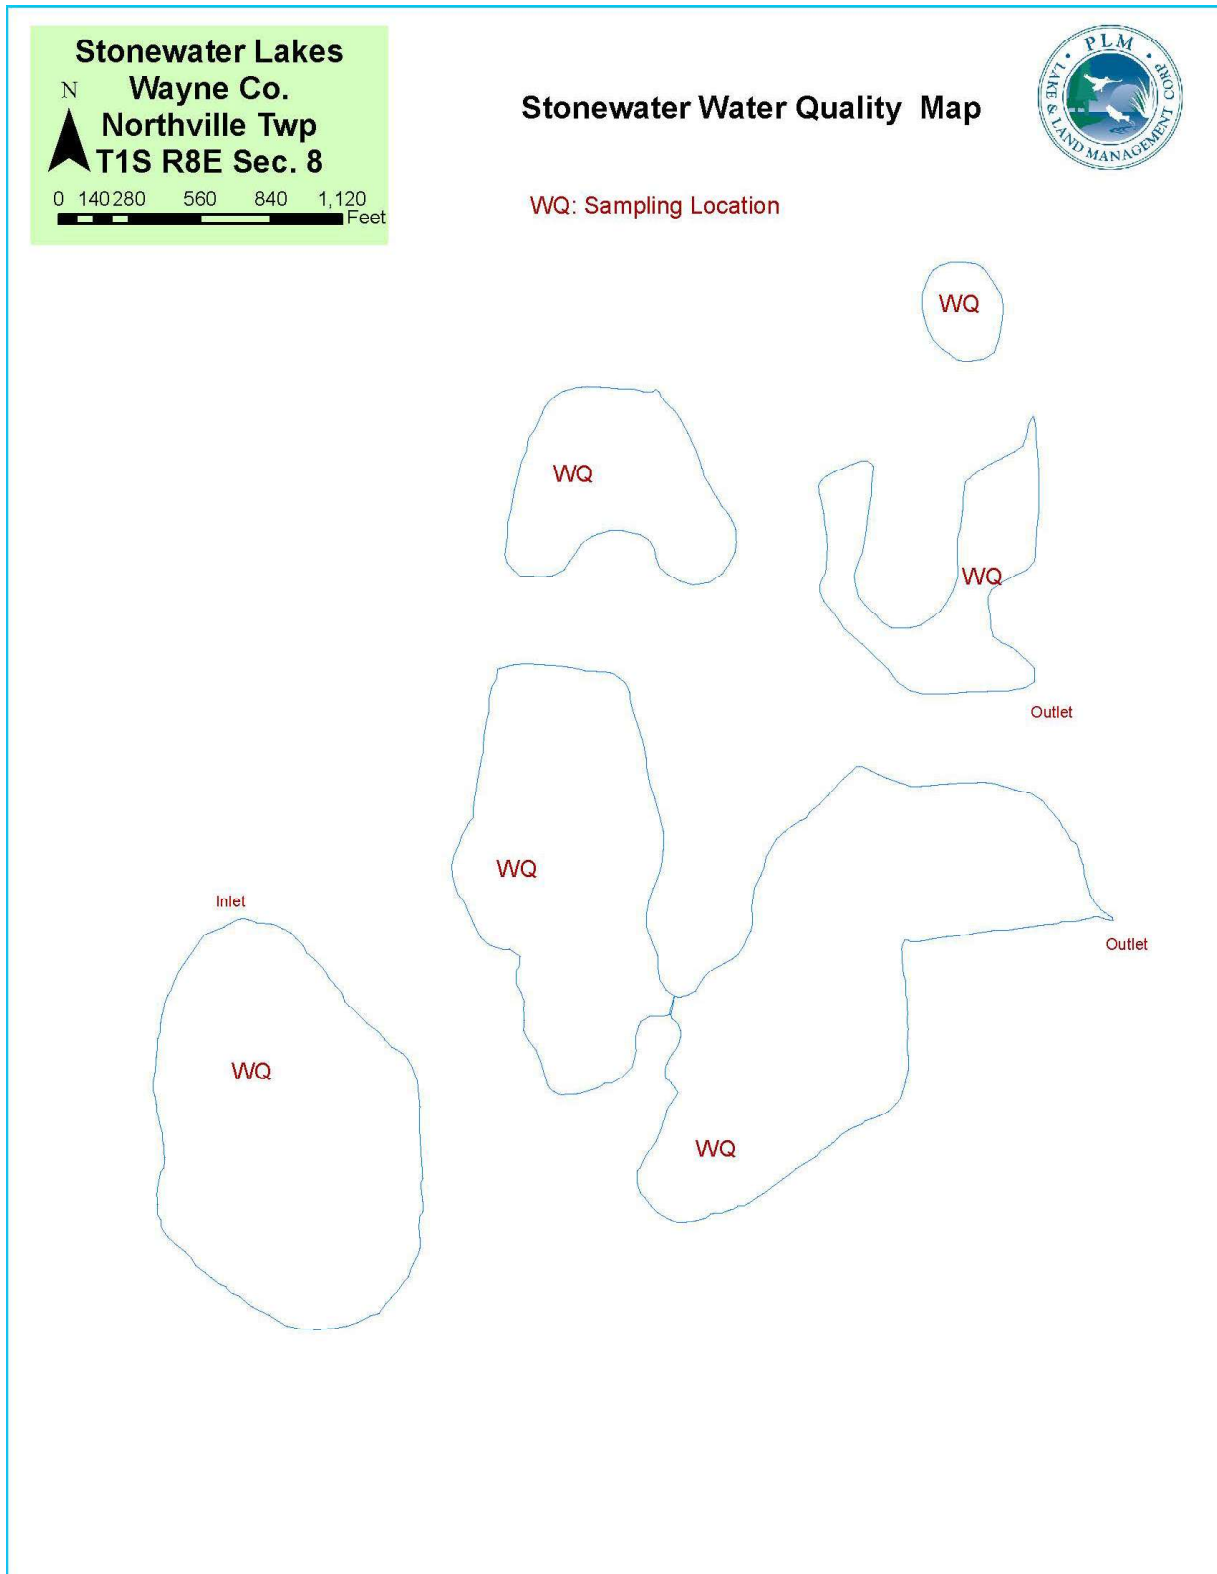 Stonewater Lakes
Wayne Co.
Northville Twp
T1S R8E Sec. 8
N
0 140 280 560 840 1,120
Feet
Stonewater Water Quality Map
PLM
LAKE & LAND MANAGEMENT CORP
WQ: Sampling Location
WQ
WQ
WQ
Outlet
WQ
Inlet
Outlet
WQ
WQ